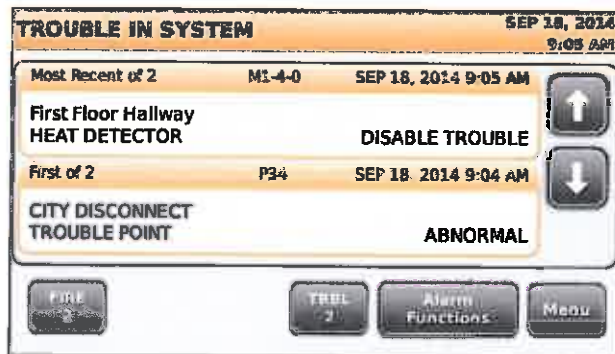 TROUBLE IN SYSTEM
SEP 18, 2014
9:05 AM
Most Recent of 2 M1-4-0 SEP 18, 2014 9:05 AM
First Floor Hallway
HEAT DETECTOR DISABLE TROUBLE
First of 2 P34 SEP 18 2014 9:04 AM
CITY DISCONNECT
TROUBLE POINT ABNORMAL
FIRE
TRBL
2
Alarm
Functions
Menu